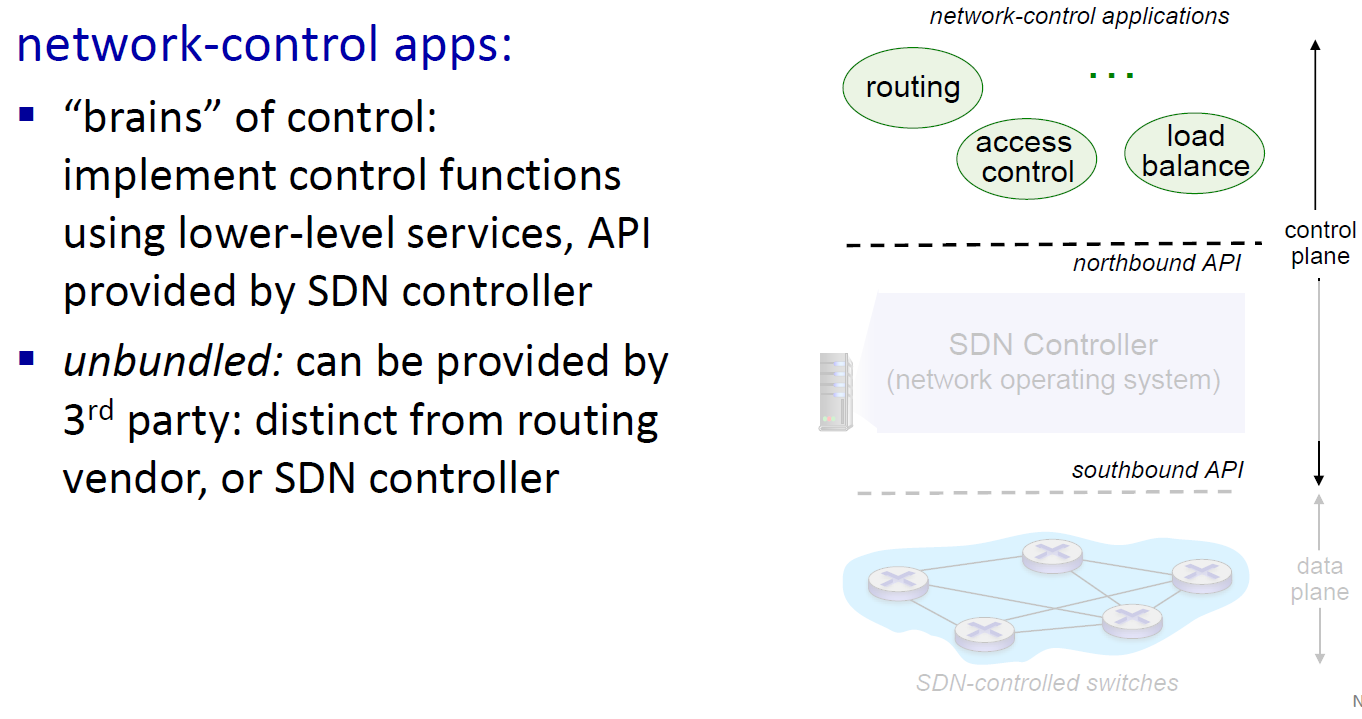 network-control apps:
▪ “brains” of control:
implement control functions
using lower-level services, API
provided by SDN controller
▪ unbundled: can be provided by
3rd party: distinct from routing
vendor, or SDN controller
network-control applications
routing
. . .
access
control
load
balance
control
plane
northbound API
SDN Controller
(network operating system)
southbound API
data
plane
SDN-controlled switches
N